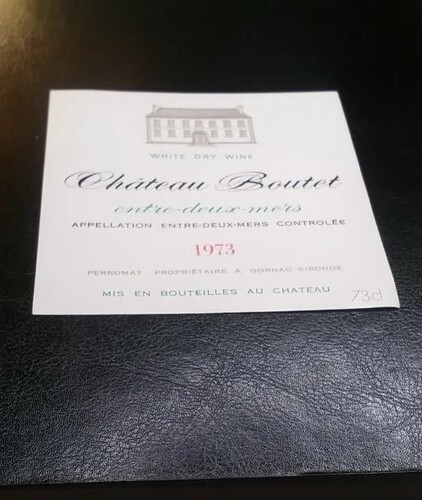 WHITE DRY WINE
Château Boutet
entre-deux-mers
APPELLATION ENTRE-DEUX-MERS CONTROLÉE
1973
PERROMAT PROPRIÉTAIRE A GORNAC-GIRONDE
MIS EN BOUTEILLES AU CHATEAU
73cl